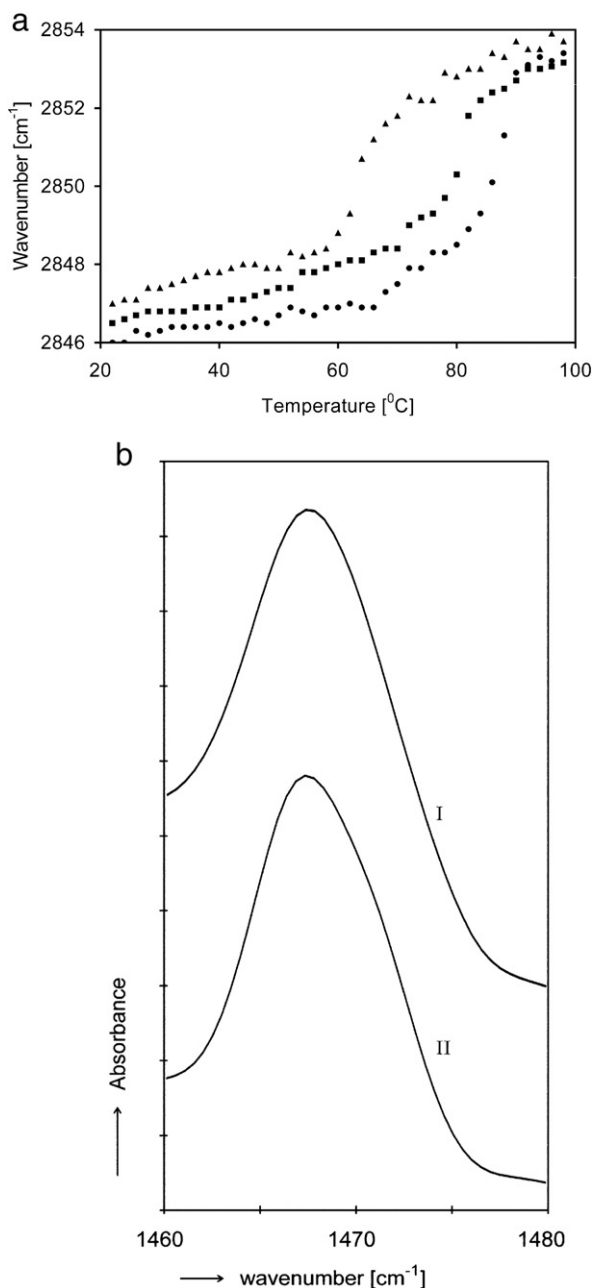 a
2854
2852
2850
2848
2846
Wavenumber [cm⁻¹]
20 40 60 80 100
Temperature [⁰C]
b
I
II
Absorbance
1460 1470 1480
wavenumber [cm⁻¹]